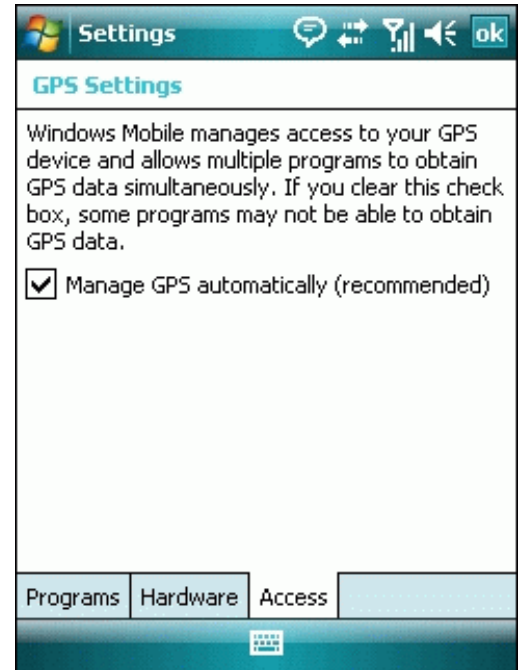 Settings ok
GPS Settings
Windows Mobile manages access to your GPS
device and allows multiple programs to obtain
GPS data simultaneously. If you clear this check
box, some programs may not be able to obtain
GPS data.
Manage GPS automatically (recommended)
Programs Hardware Access